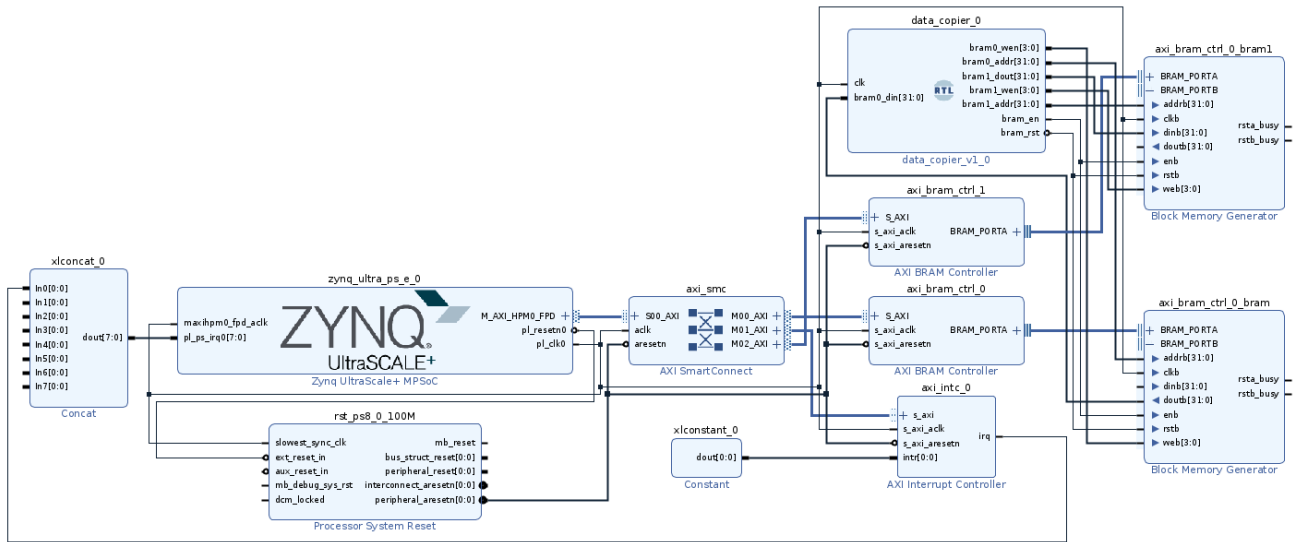 data_copier_0
clk
bram0_din[31:0]
bram0_wen[3:0]
bram0_addr[31:0]
bram1_dout[31:0]
bram1_wen[3:0]
bram1_addr[31:0]
bram_en
bram_rst
RTL
data_copier_v1_0
axi_bram_ctrl_0_bram1
BRAM_PORTA
BRAM_PORTB
addrb[31:0]
clkb
dinb[31:0]
doutb[31:0]
enb
rstb
web[3:0]
rsta_busy
rstb_busy
Block Memory Generator
axi_bram_ctrl_1
S_AXI
s_axi_aclk
s_axi_aresetn
BRAM_PORTA
AXI BRAM Controller
xlconcat_0
In0[0:0]
In1[0:0]
In2[0:0]
In3[0:0]
In4[0:0]
In5[0:0]
In6[0:0]
In7[0:0]
dout[7:0]
Concat
zynq_ultra_ps_e_0
maxihpm0_fpd_aclk
pl_ps_irq0[7:0]
ZYNQ
UltraSCALE+
M_AXI_HPM0_FPD
pl_resetn0
pl_clk0
Zynq UltraScale+ MPSoC
axi_smc
S00_AXI
aclk
aresetn
M00_AXI
M01_AXI
M02_AXI
AXI SmartConnect
axi_bram_ctrl_0
S_AXI
s_axi_aclk
s_axi_aresetn
BRAM_PORTA
AXI BRAM Controller
axi_bram_ctrl_0_bram
BRAM_PORTA
BRAM_PORTB
addrb[31:0]
clkb
dinb[31:0]
doutb[31:0]
enb
rstb
web[3:0]
rsta_busy
rstb_busy
Block Memory Generator
rst_ps8_0_100M
slowest_sync_clk
ext_reset_in
aux_reset_in
mb_debug_sys_rst
dcm_locked
mb_reset
bus_struct_reset[0:0]
peripheral_reset[0:0]
interconnect_aresetn[0:0]
peripheral_aresetn[0:0]
Processor System Reset
xlconstant_0
dout[0:0]
Constant
axi_intc_0
s_axi
s_axi_aclk
s_axi_aresetn
intr[0:0]
irq
AXI Interrupt Controller